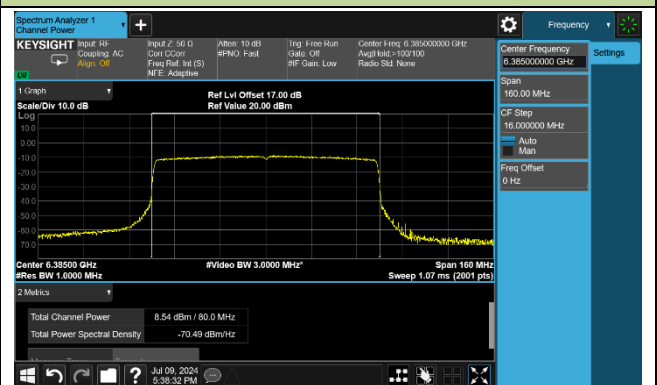 Spectrum Analyzer 1
Channel Power
Frequency
KEYSIGHT
Input: RF
Coupling: AC
Align: Off
Input Z: 50 Ω
Corr CCorr
Freq Ref: Int (S)
NFE: Adaptive
Atten: 10 dB
#PNO: Fast
Trig: Free Run
Gate: Off
#IF Gain: Low
Center Freq: 6.385000000 GHz
Avg|Hold:>100/100
Radio Std: None
LXI
Center Frequency
6.385000000 GHz
Settings
Span
160.00 MHz
CF Step
16.000000 MHz
Auto
Man
Freq Offset
0 Hz
1 Graph
Scale/Div 10.0 dB
Ref Lvl Offset 17.00 dB
Ref Value 20.00 dBm
Log
10.0
0.00
-10.0
-20.0
-30.0
-40.0
-50.0
-60.0
-70.0
Center 6.38500 GHz
#Video BW 3.0000 MHz*
Span 160 MHz
#Res BW 1.0000 MHz
Sweep 1.07 ms (2001 pts)
2 Metrics
Total Channel Power 8.54 dBm / 80.0 MHz
Total Power Spectral Density -70.49 dBm/Hz
?
Jul 09, 2024
5:38:32 PM